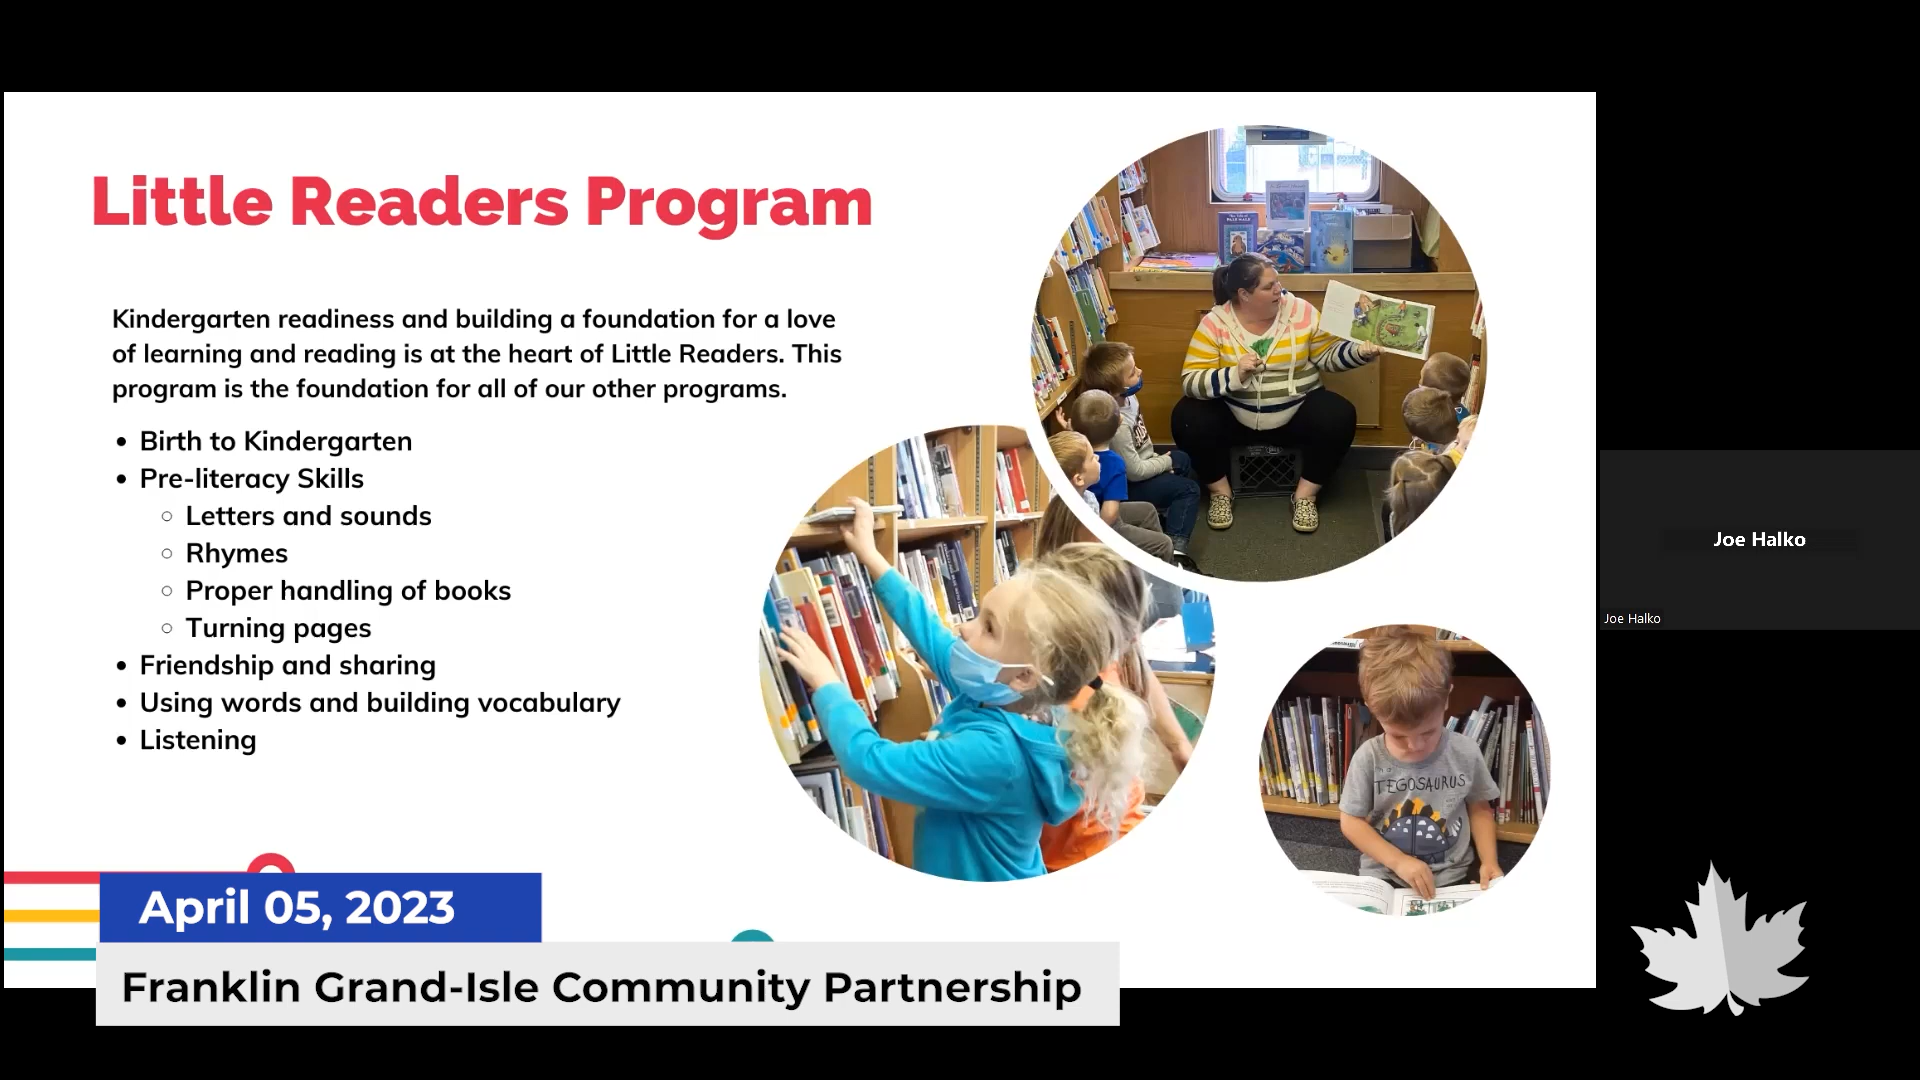 Little Readers Program
Kindergarten readiness and building a foundation for a love
of learning and reading is at the heart of Little Readers. This
program is the foundation for all of our other programs.
Birth to Kindergarten
Pre-literacy Skills
Letters and sounds
Rhymes
Proper handling of books
Turning pages
Friendship and sharing
Using words and building vocabulary
Listening
TEGOSAURUS
Joe Halko
Joe Halko
April 05, 2023
Franklin Grand-Isle Community Partnership